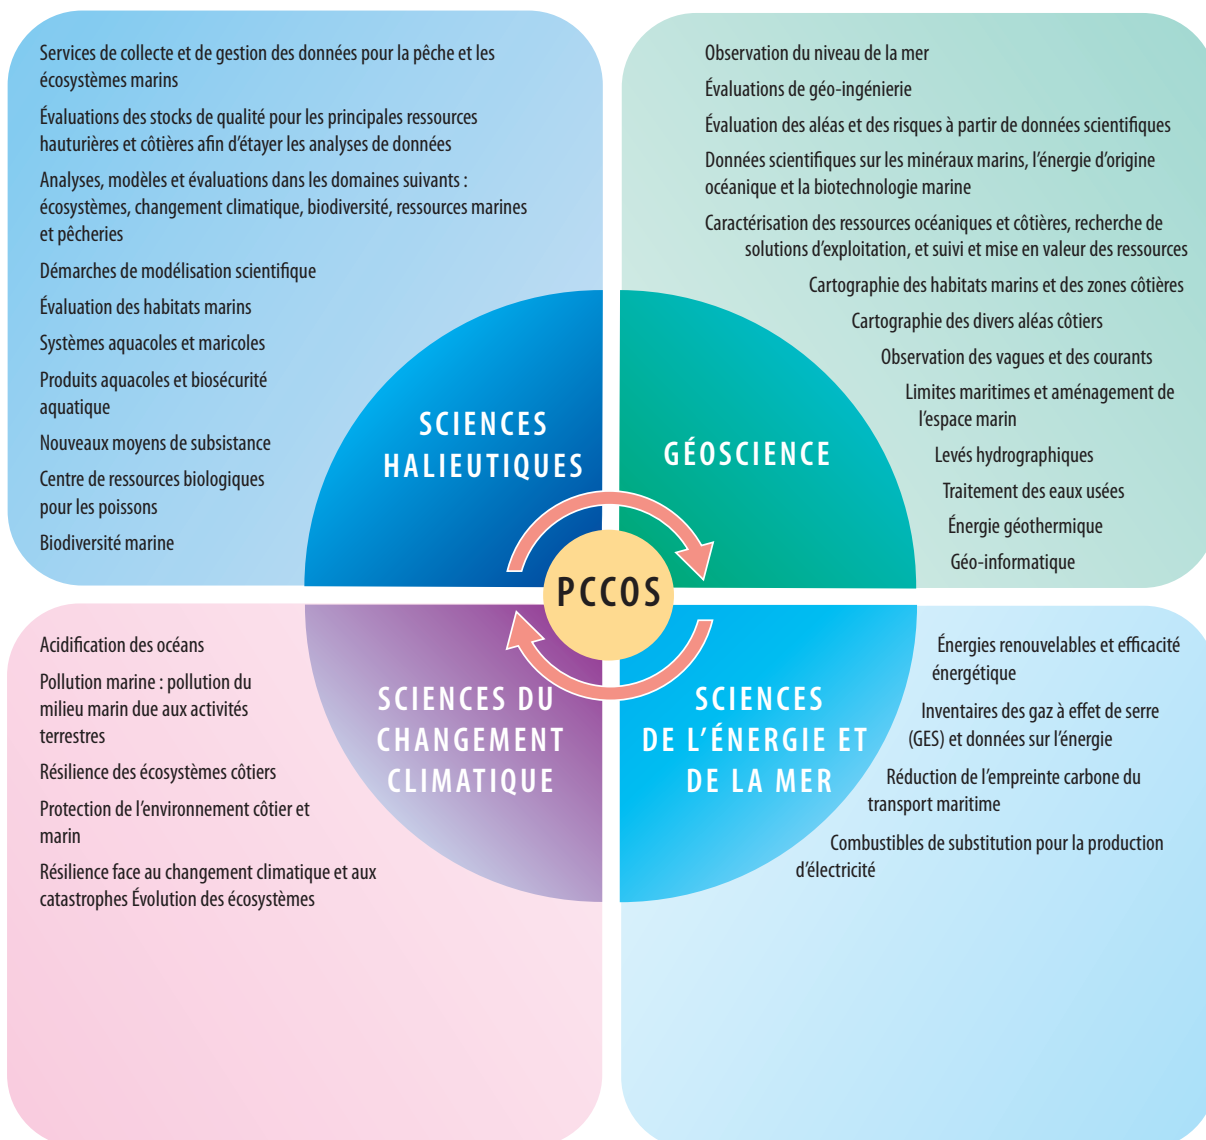 Services de collecte et de gestion des données pour la pêche et les
écosystèmes marins
Évaluations des stocks de qualité pour les principales ressources
hauturières et côtières afin d'étayer les analyses de données
Analyses, modèles et évaluations dans les domaines suivants :
écosystèmes, changement climatique, biodiversité, ressources marines
et pêcheries
Démarches de modélisation scientifique
Évaluation des habitats marins
Systèmes aquacoles et maricoles
Produits aquacoles et biosécurité
aquatique
Nouveaux moyens de subsistance
Centre de ressources biologiques
pour les poissons
Biodiversité marine
SCIENCES
HALIEUTIQUES
Observation du niveau de la mer
Évaluations de géo-ingénierie
Évaluation des aléas et des risques à partir de données scientifiques
Données scientifiques sur les minéraux marins, l'énergie d'origine
océanique et la biotechnologie marine
Caractérisation des ressources océaniques et côtières, recherche de
solutions d'exploitation, et suivi et mise en valeur des ressources
Cartographie des habitats marins et des zones côtières
Cartographie des divers aléas côtiers
Observation des vagues et des courants
Limites maritimes et aménagement de
l'espace marin
Levés hydrographiques
Traitement des eaux usées
Énergie géothermique
Géo-informatique
GÉOSCIENCE
PCCOS
Acidification des océans
Pollution marine : pollution du
milieu marin due aux activités
terrestres
Résilience des écosystèmes côtiers
Protection de l'environnement côtier et
marin
Résilience face au changement climatique et aux
catastrophes Évolution des écosystèmes
SCIENCES DU
CHANGEMENT
CLIMATIQUE
SCIENCES
DE L'ÉNERGIE ET
DE LA MER
Énergies renouvelables et efficacité
énergétique
Inventaires des gaz à effet de serre
(GES) et données sur l'énergie
Réduction de l'empreinte carbone du
transport maritime
Combustibles de substitution pour la production
d'électricité